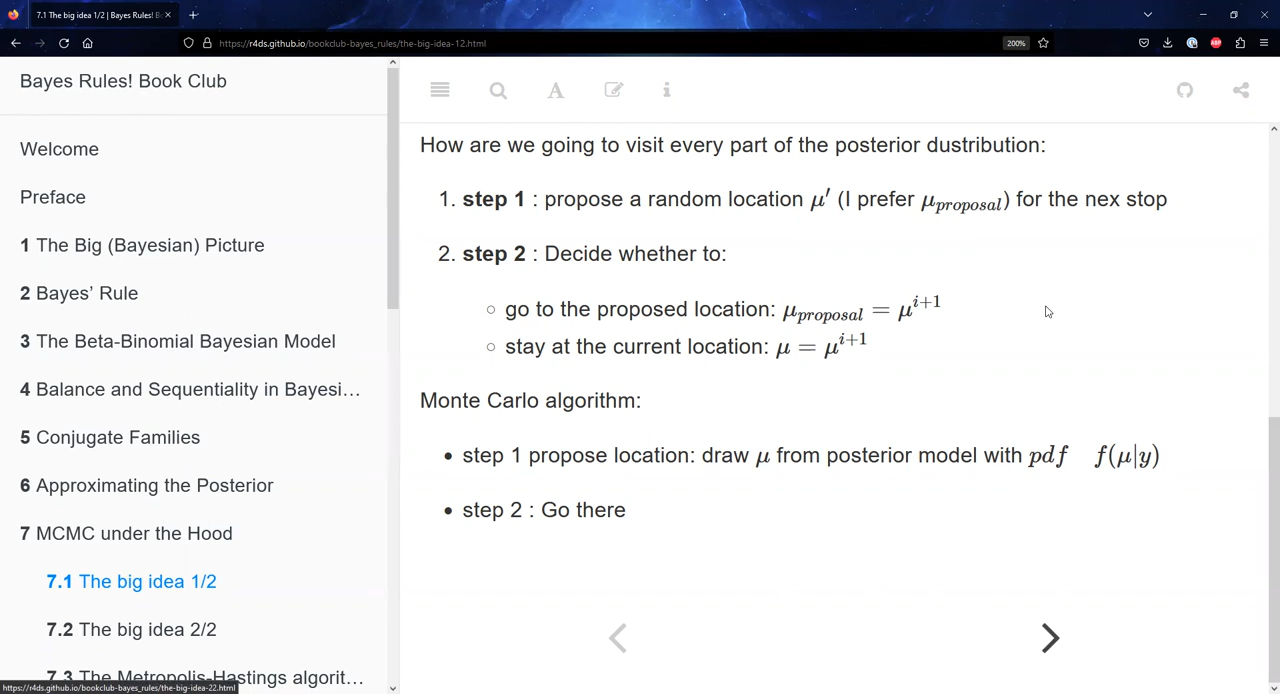 7.1 The big idea 1/2 | Bayes Rules! B
https://r4ds.github.io/bookclub-bayes_rules/the-big-idea-12.html
200%
ABP
Bayes Rules! Book Club
Welcome
Preface
1 The Big (Bayesian) Picture
2 Bayes’ Rule
3 The Beta-Binomial Bayesian Model
4 Balance and Sequentiality in Bayesi…
5 Conjugate Families
6 Approximating the Posterior
7 MCMC under the Hood
7.1 The big idea 1/2
7.2 The big idea 2/2
7.3 The Metropolis-Hastings algorit…
https://r4ds.github.io/bookclub-bayes_rules/the-big-idea-22.html
A
i
How are we going to visit every part of the posterior dustribution:
1. step 1 : propose a random location μ′ (I prefer μ_proposal) for the nex stop
2. step 2 : Decide whether to:
○ go to the proposed location: μ_proposal = μ^{i+1}
○ stay at the current location: μ = μ^{i+1}
Monte Carlo algorithm:
• step 1 propose location: draw μ from posterior model with pdf f(μ|y)
• step 2 : Go there